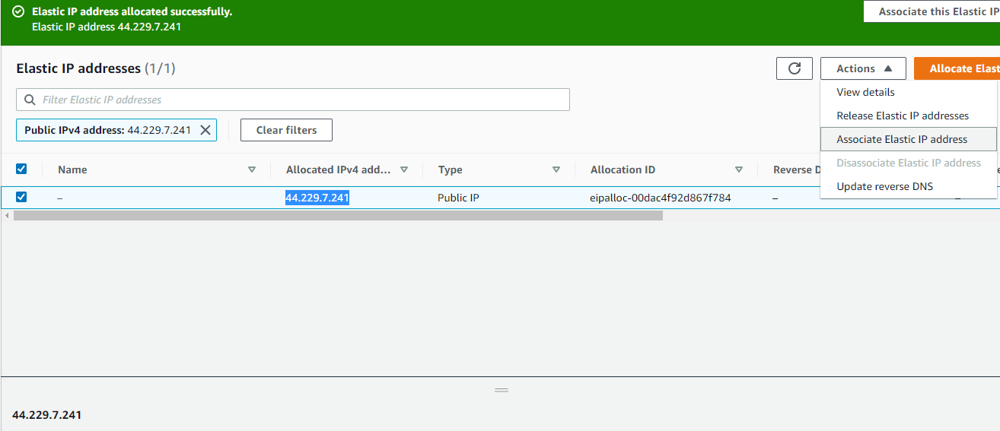 Elastic IP address allocated successfully.
Elastic IP address 44.229.7.241
Associate this Elastic IP
Elastic IP addresses (1/1)
Actions
Allocate Elast
Filter Elastic IP addresses
View details
Release Elastic IP addresses
Public IPv4 address: 44.229.7.241
Clear filters
Associate Elastic IP address
Disassociate Elastic IP address
Update reverse DNS
Name
Allocated IPv4 add...
Type
Allocation ID
Reverse D
–
44.229.7.241
Public IP
eipalloc-00dac4f92d867f784
–
–
44.229.7.241